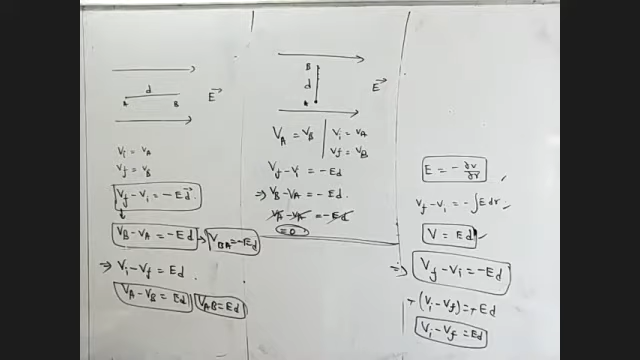 d
A B
E⃗
Vi = VA
Vf = VB
Vf - Vi = -Ed⃗
VB - VA = -Ed → VBA = -Ed
⇒ Vi - Vf = Ed.
VA - VB = Ed VAB = Ed
B
d
A
E⃗
VA = VB | Vi = VA
Vf = VB
Vf - Vi = -Ed
⇒ VB - VA = -Ed.
VA - VA = -Ed
= 0
E = - ∂V/∂r
Vf - Vi = - ∫ E dr
V = Ed
⇒ Vf - Vi = -Ed
+ (Vi - Vf) = + Ed
Vi - Vf = Ed